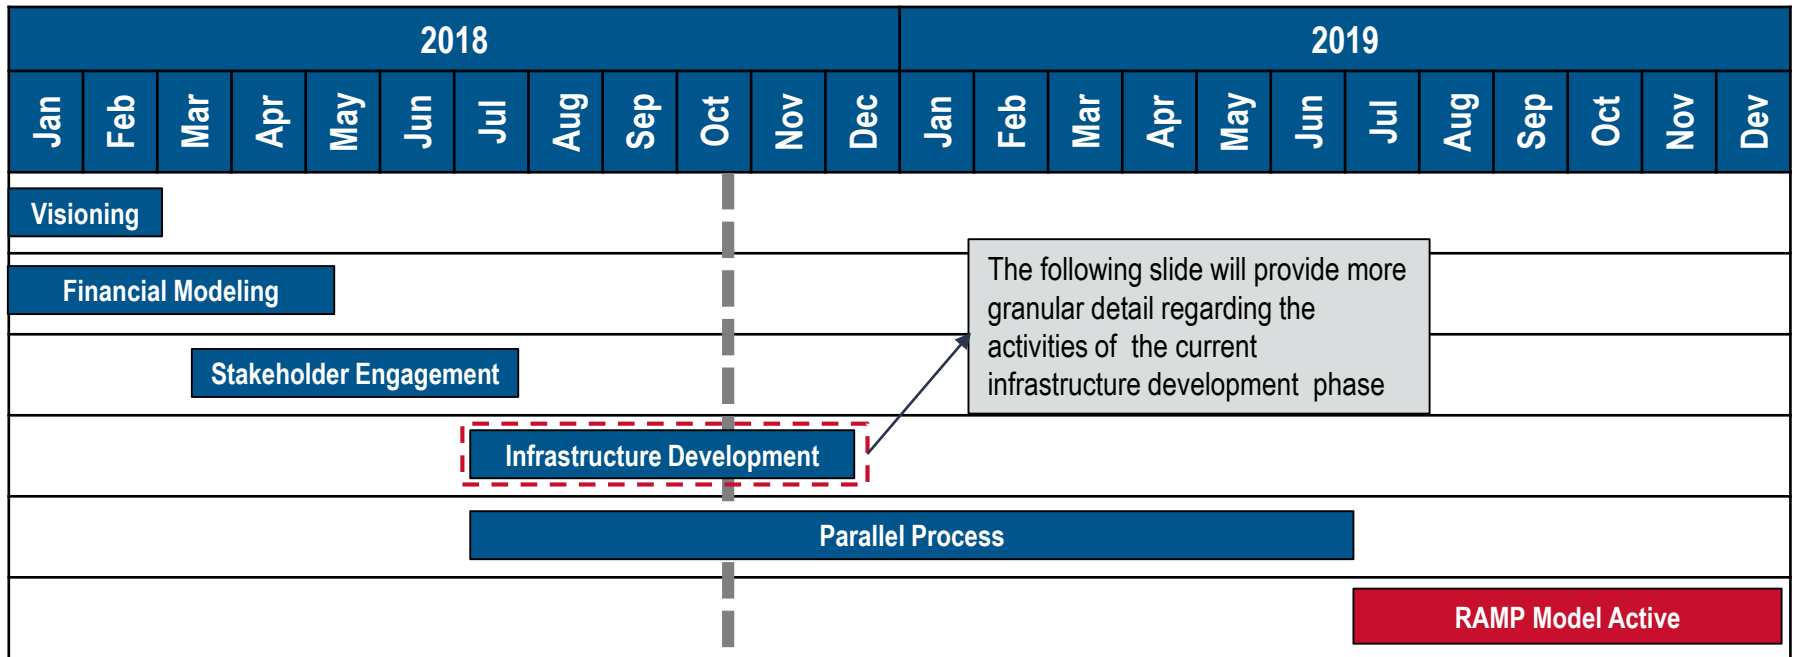 2018 2019
Jan Feb Mar Apr May Jun Jul Aug Sep Oct Nov Dec Jan Feb Mar Apr May Jun Jul Aug Sep Oct Nov Dev
Visioning
Financial Modeling
The following slide will provide more
granular detail regarding the
activities of the current
infrastructure development phase
Stakeholder Engagement
Infrastructure Development
Parallel Process
RAMP Model Active